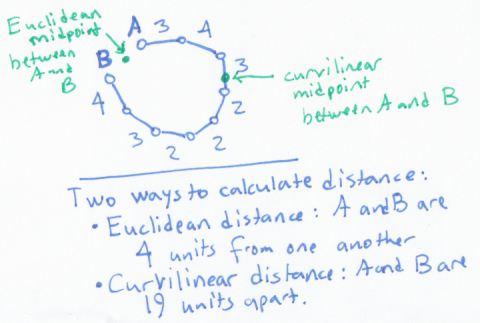 Euclidean
midpoint
between
A and
B
A
B
3
4
3
2
2
2
3
4
curvilinear
midpoint
between A and B
Two ways to calculate distance:
• Euclidean distance: A and B are
4 units from one another
• Curvilinear distance: A and B are
19 units apart.